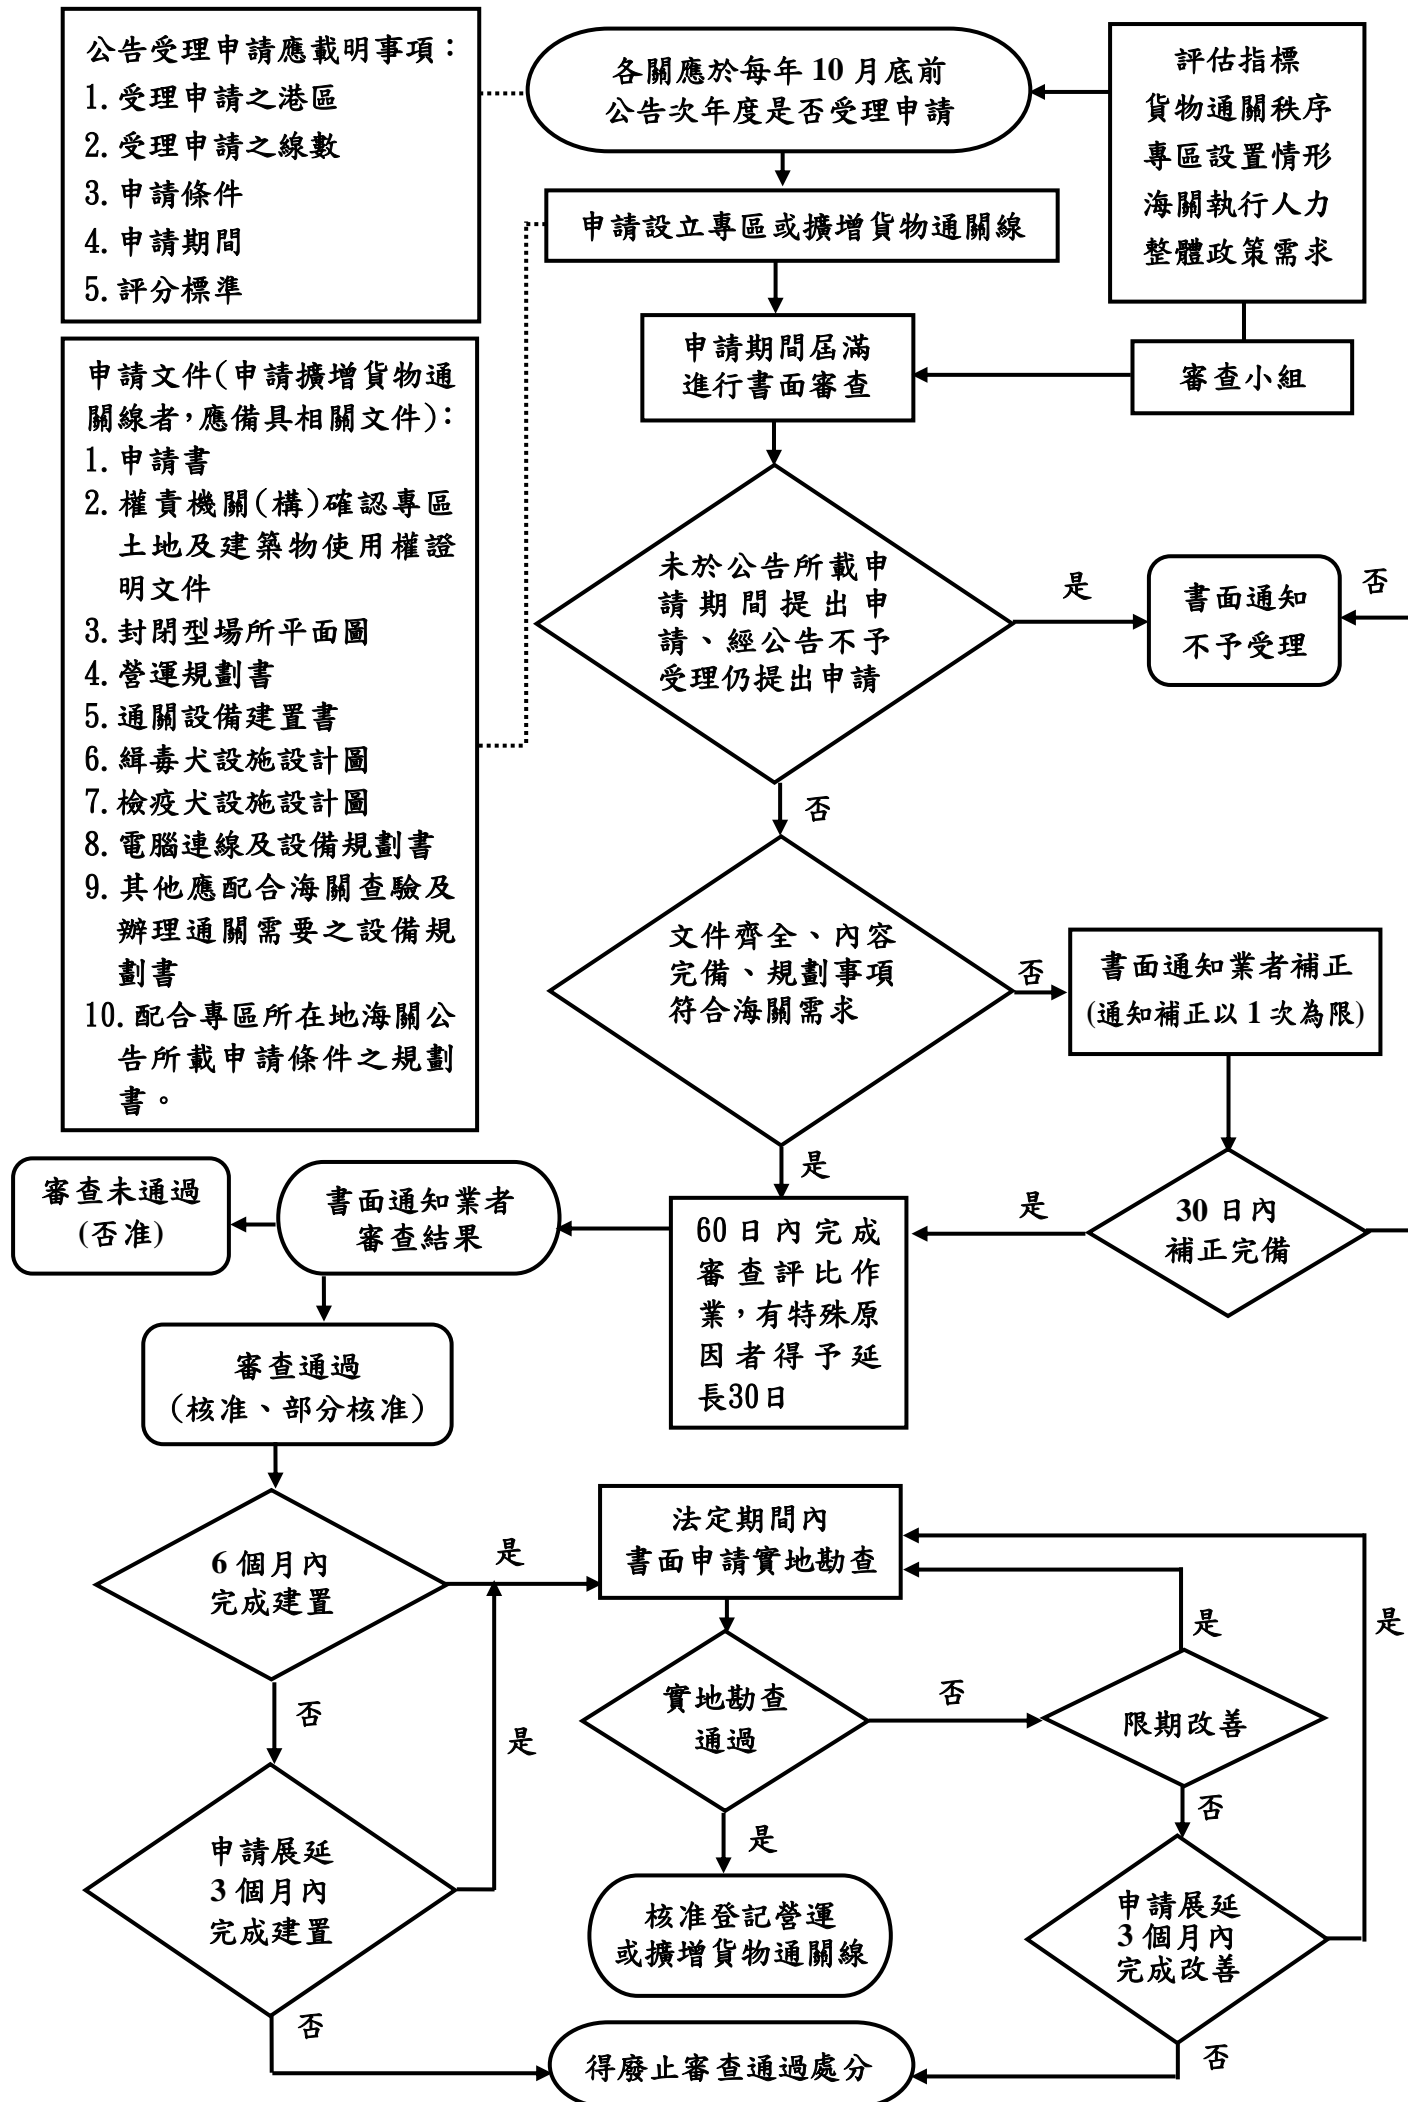 公告受理申請應載明事項：
1.受理申請之港區
2.受理申請之線數
3.申請條件
4.申請期間
5.評分標準
各關應於每年 10 月底前
公告次年度是否受理申請
評估指標
貨物通關秩序
專區設置情形
海關執行人力
整體政策需求
申請設立專區或擴增貨物通關線
申請期間屆滿
進行書面審查
審查小組
申請文件(申請擴增貨物通
關線者，應備具相關文件)：
1.申請書
2.權責機關(構)確認專區
土地及建築物使用權證
明文件
3.封閉型場所平面圖
4.營運規劃書
5.通關設備建置書
6.緝毒犬設施設計圖
7.檢疫犬設施設計圖
8.電腦連線及設備規劃書
9.其他應配合海關查驗及
辦理通關需要之設備規
劃書
10.配合專區所在地海關公
告所載申請條件之規劃
書。
未於公告所載申
請期間提出申
請、經公告不予
受理仍提出申請
是
書面通知
不予受理
否
否
文件齊全、內容
完備、規劃事項
符合海關需求
否
書面通知業者補正
(通知補正以 1 次為限)
是
30 日內
補正完備
是
60 日內完成
審查評比作
業，有特殊原
因者得予延
長30日
書面通知業者
審查結果
審查未通過
(否准)
審查通過
(核准、部分核准)
6 個月內
完成建置
是
法定期間內
書面申請實地勘查
否
是
實地勘查
通過
否
限期改善
是
是
申請展延
3 個月內
完成建置
是
核准登記營運
或擴增貨物通關線
否
申請展延
3 個月內
完成改善
否
得廢止審查通過處分
否